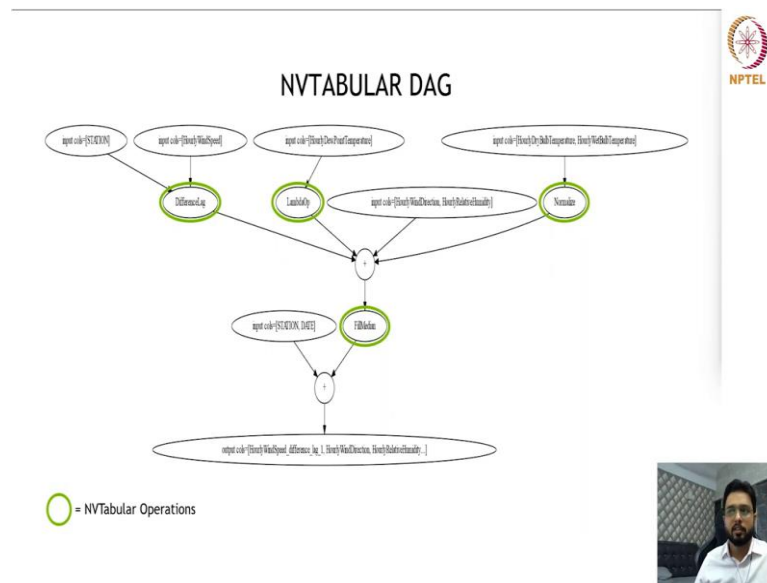 NPTEL
NVTABULAR DAG
input cols=[STATION]
input cols=[HourlyWindSpeed]
input cols=[HourlyDewPointTemperature]
input cols=[HourlyDryBulbTemperature, HourlyWetBulbTemperature]
DifferenceLag
LambdaOp
input cols=[HourlyWindDirection, HourlyRelativeHumidity]
Normalize
+
input cols=[STATION, DATE]
FillMedian
+
output cols=[HourlyWindSpeed_difference_lag_1, HourlyWindDirection, HourlyRelativeHumidity...]
= NVTabular Operations